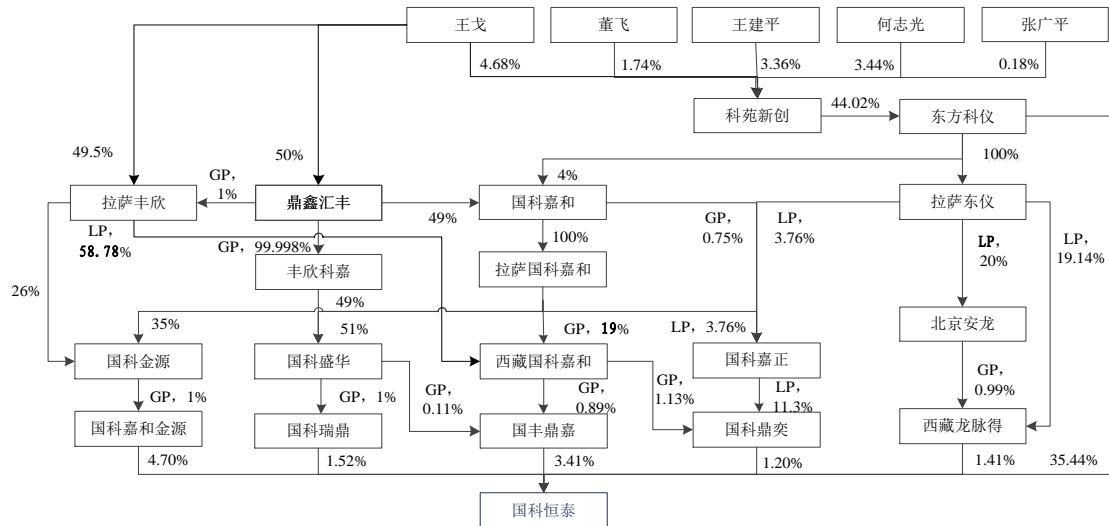 王戈
董飞
王建平
何志光
张广平
4.68%
1.74%
3.36%
3.44%
0.18%
科苑新创
44.02%
东方科仪
49.5%
50%
4%
100%
GP，
1%
拉萨丰欣
鼎鑫汇丰
49%
国科嘉和
GP，
0.75%
LP，
3.76%
拉萨东仪
LP，
58.78%
GP，99.998%
100%
LP，
20%
LP，
19.14%
丰欣科嘉
拉萨国科嘉和
26%
49%
35%
51%
GP，19%
LP，3.76%
北京安龙
国科金源
国科盛华
西藏国科嘉和
国科嘉正
GP，1%
GP，1%
GP，
0.11%
GP，
0.89%
GP，
1.13%
LP，
11.3%
GP，
0.99%
国科嘉和金源
国科瑞鼎
国丰鼎嘉
国科鼎奕
西藏龙脉得
4.70%
1.52%
3.41%
1.20%
1.41%
35.44%
国科恒泰